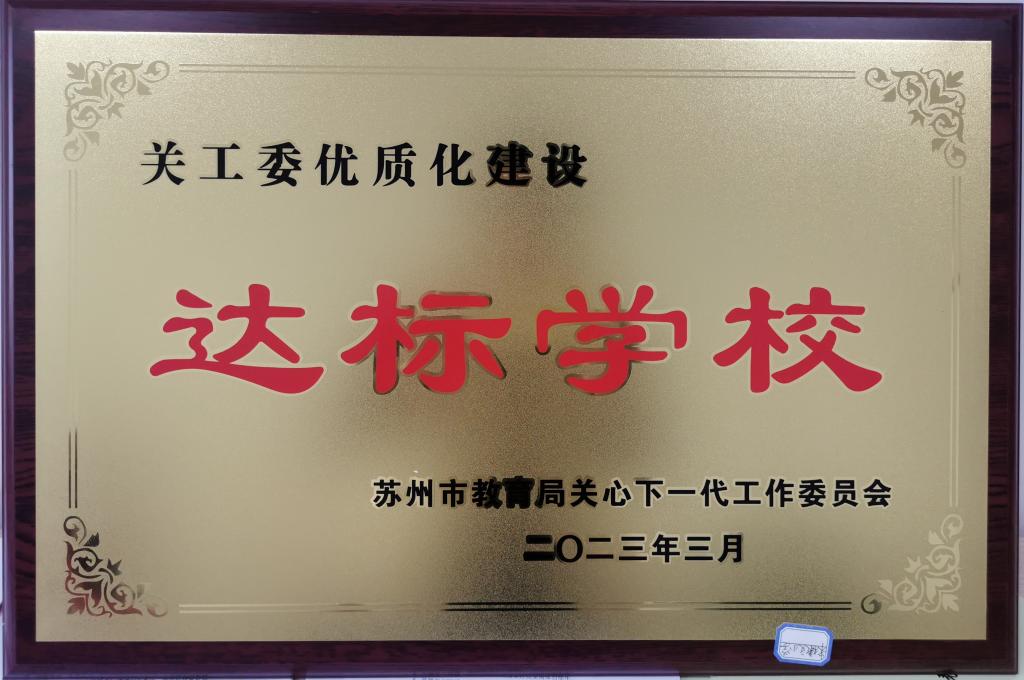 关工委优质化建设
达标学校
苏州市教育局关心下一代工作委员会
二〇二三年三月